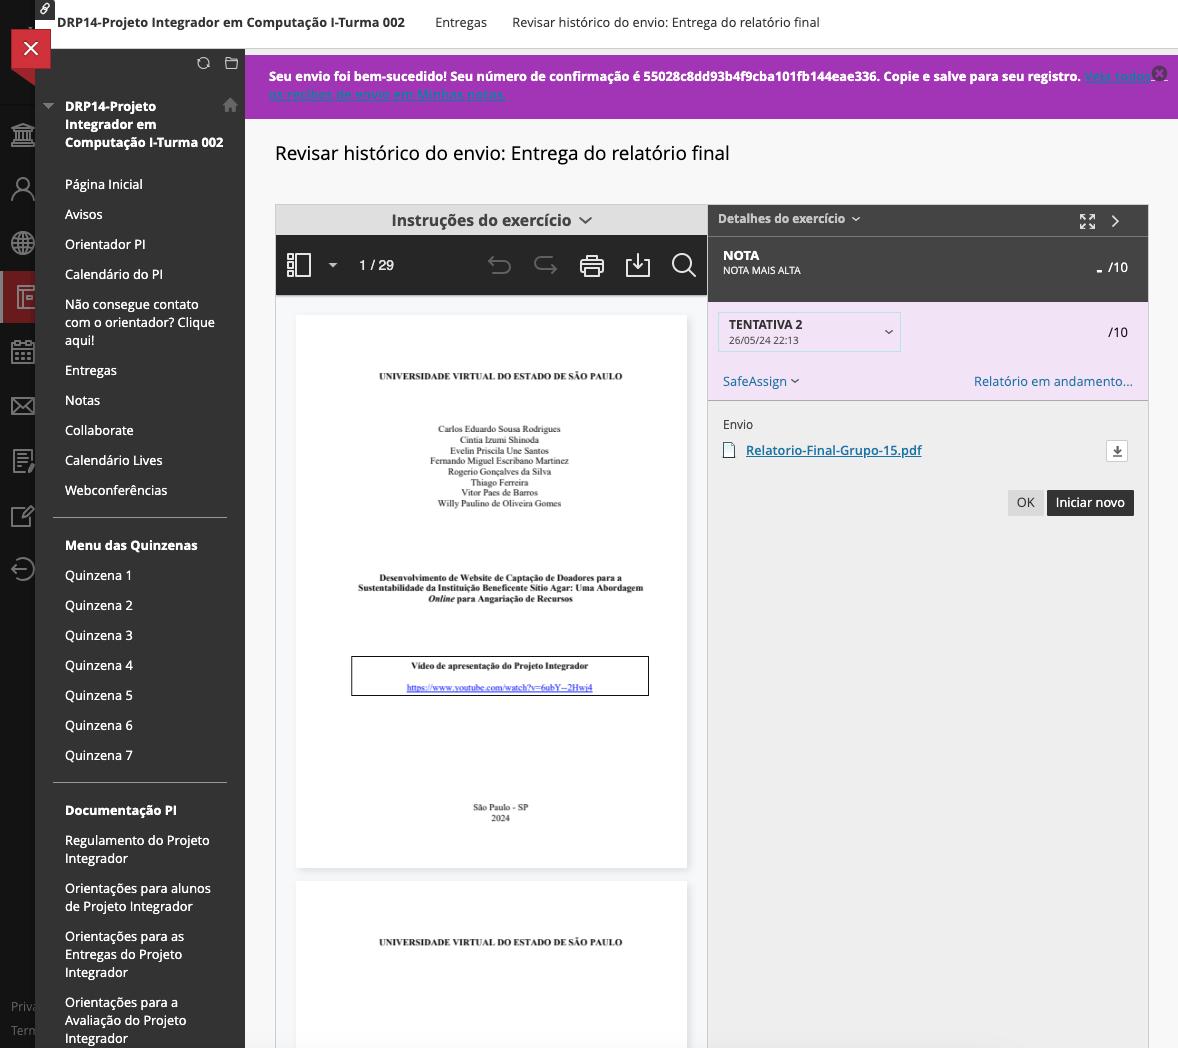 DRP14-Projeto Integrador em Computação I-Turma 002
Entregas
Revisar histórico do envio: Entrega do relatório final
DRP14-Projeto
Integrador em
Computação I-Turma 002
Página Inicial
Avisos
Orientador PI
Calendário do PI
Não consegue contato
com o orientador? Clique
aqui!
Entregas
Notas
Collaborate
Calendário Lives
Webconferências
Menu das Quinzenas
Quinzena 1
Quinzena 2
Quinzena 3
Quinzena 4
Quinzena 5
Quinzena 6
Quinzena 7
Documentação PI
Regulamento do Projeto
Integrador
Orientações para alunos
de Projeto Integrador
Orientações para as
Entregas do Projeto
Integrador
Orientações para a
Avaliação do Projeto
Integrador
Priva
Term
Seu envio foi bem-sucedido! Seu número de confirmação é 55028c8dd93b4f9cba101fb144eae336. Copie e salve para seu registro. Veja todos
os recibos de envio em Minhas notas.
Revisar histórico do envio: Entrega do relatório final
Instruções do exercício
1 / 29
UNIVERSIDADE VIRTUAL DO ESTADO DE SÃO PAULO
Carlos Eduardo Sousa Rodrigues
Cintia Izumi Shinoda
Evelin Priscila Une Santos
Fernando Miguel Escribano Martinez
Rogerio Gonçalves da Silva
Thiago Ferreira
Vitor Paes de Barros
Willy Paulino de Oliveira Gomes
Desenvolvimento de Website de Captação de Doadores para a
Sustentabilidade da Instituição Beneficente Sítio Agar: Uma Abordagem
Online para Angariação de Recursos
Vídeo de apresentação do Projeto Integrador
https://www.youtube.com/watch?v=6ubY--2Hwj4
São Paulo - SP
2024
UNIVERSIDADE VIRTUAL DO ESTADO DE SÃO PAULO
Detalhes do exercício
NOTA
NOTA MAIS ALTA
- /10
TENTATIVA 2
26/05/24 22:13
/10
SafeAssign
Relatório em andamento...
Envio
Relatorio-Final-Grupo-15.pdf
OK
Iniciar novo